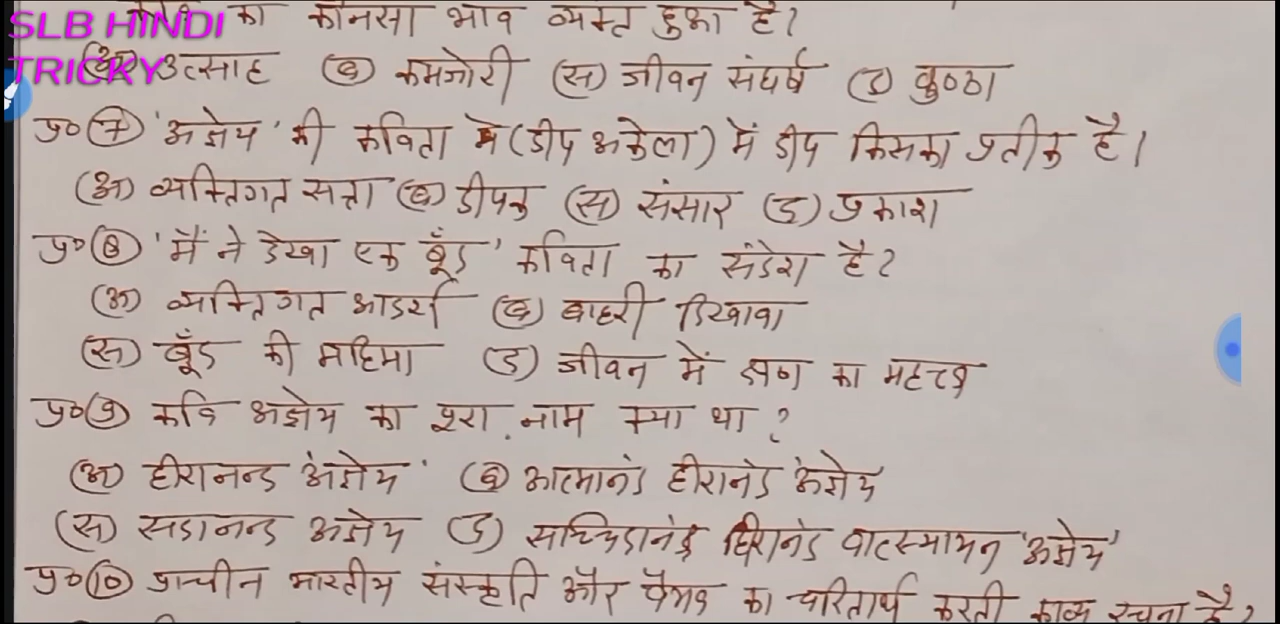 SLB HINDI
TRICKY
का कौनसा भाव व्यक्त हुआ है?
(अ) उत्साह (ब) कमजोरी (स) जीवन संघर्ष (द) कुण्ठा
प्र० (7) 'अज्ञेय' की कविता मे (दीप अकेला) में दीप किसका प्रतीक है।
(अ) व्यक्तिगत सत्ता (ब) दीपक (स) संसार (द) प्रकाश
प्र० (8) 'मैं ने देखा एक बूँद' कविता का संदेश है?
(अ) व्यक्तिगत आदर्श (ब) बाहरी दिखावा
(स) बूँद की महिमा (द) जीवन में क्षण का महत्त्व
प्र० (9) कवि अज्ञेय का पूरा नाम क्या था?
(अ) हीरानन्द अज्ञेय' (ब) आत्मानंद हीरानंद अज्ञेय
(स) सदानन्द अज्ञेय (द) सच्चिदानंद हीरानंद वात्स्यायन 'अज्ञेय'
प्र० (10) प्राचीन भारतीय संस्कृति और वैभव का चरितार्थ करती काव्य रचना है?